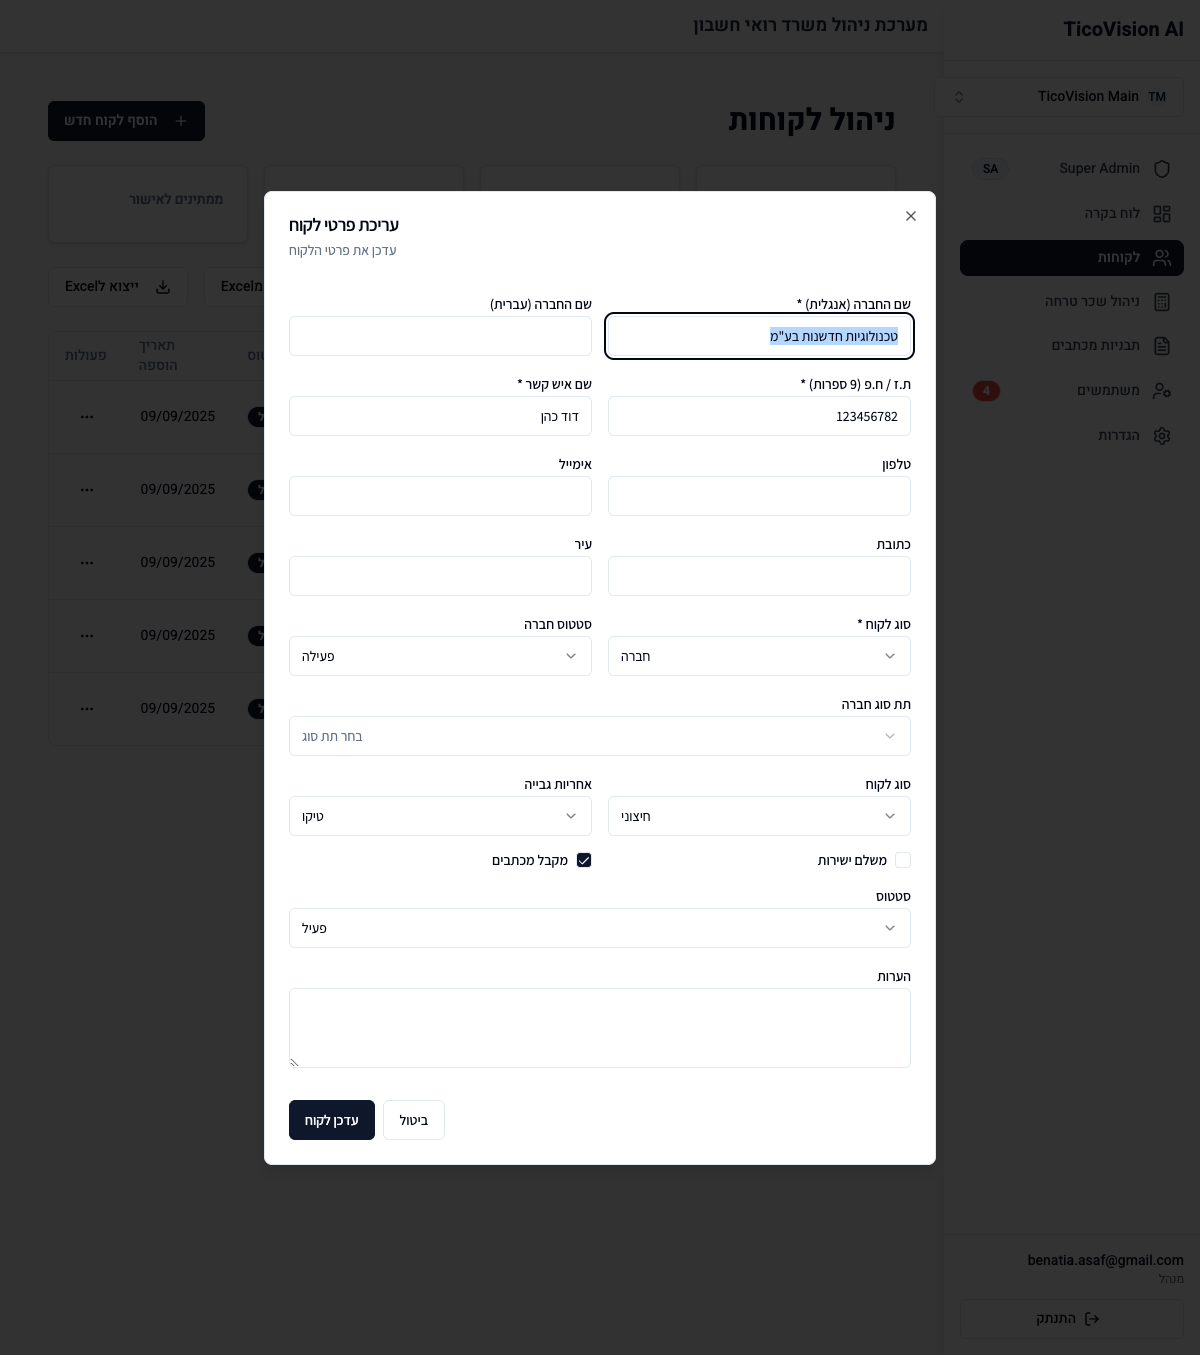 TicoVision AI
מערכת ניהול משרד רואי חשבון
TM TicoVision Main
Super Admin SA
לוח בקרה
לקוחות
ניהול שכר טרחה
תבניות מכתבים
משתמשים 4
הגדרות
ניהול לקוחות
הוסף לקוח חדש
ממתינים לאישור
ייצוא לExcel
תאריך הוספה
פעולות
09/09/2025
09/09/2025
09/09/2025
09/09/2025
09/09/2025
עריכת פרטי לקוח
עדכן את פרטי הלקוח
שם החברה (אנגלית) *
שם החברה (עברית)
טכנולוגיות חדשנות בע"מ
ת.ז / ח.פ (9 ספרות) *
שם איש קשר *
123456782
דוד כהן
טלפון
אימייל
כתובת
עיר
סוג לקוח *
סטטוס חברה
חברה
פעילה
תת סוג חברה
בחר תת סוג
סוג לקוח
אחריות גבייה
חיצוני
טיקו
משלם ישירות
מקבל מכתבים
סטטוס
פעיל
הערות
ביטול
עדכן לקוח
benatia.asaf@gmail.com
מנהל
התנתק